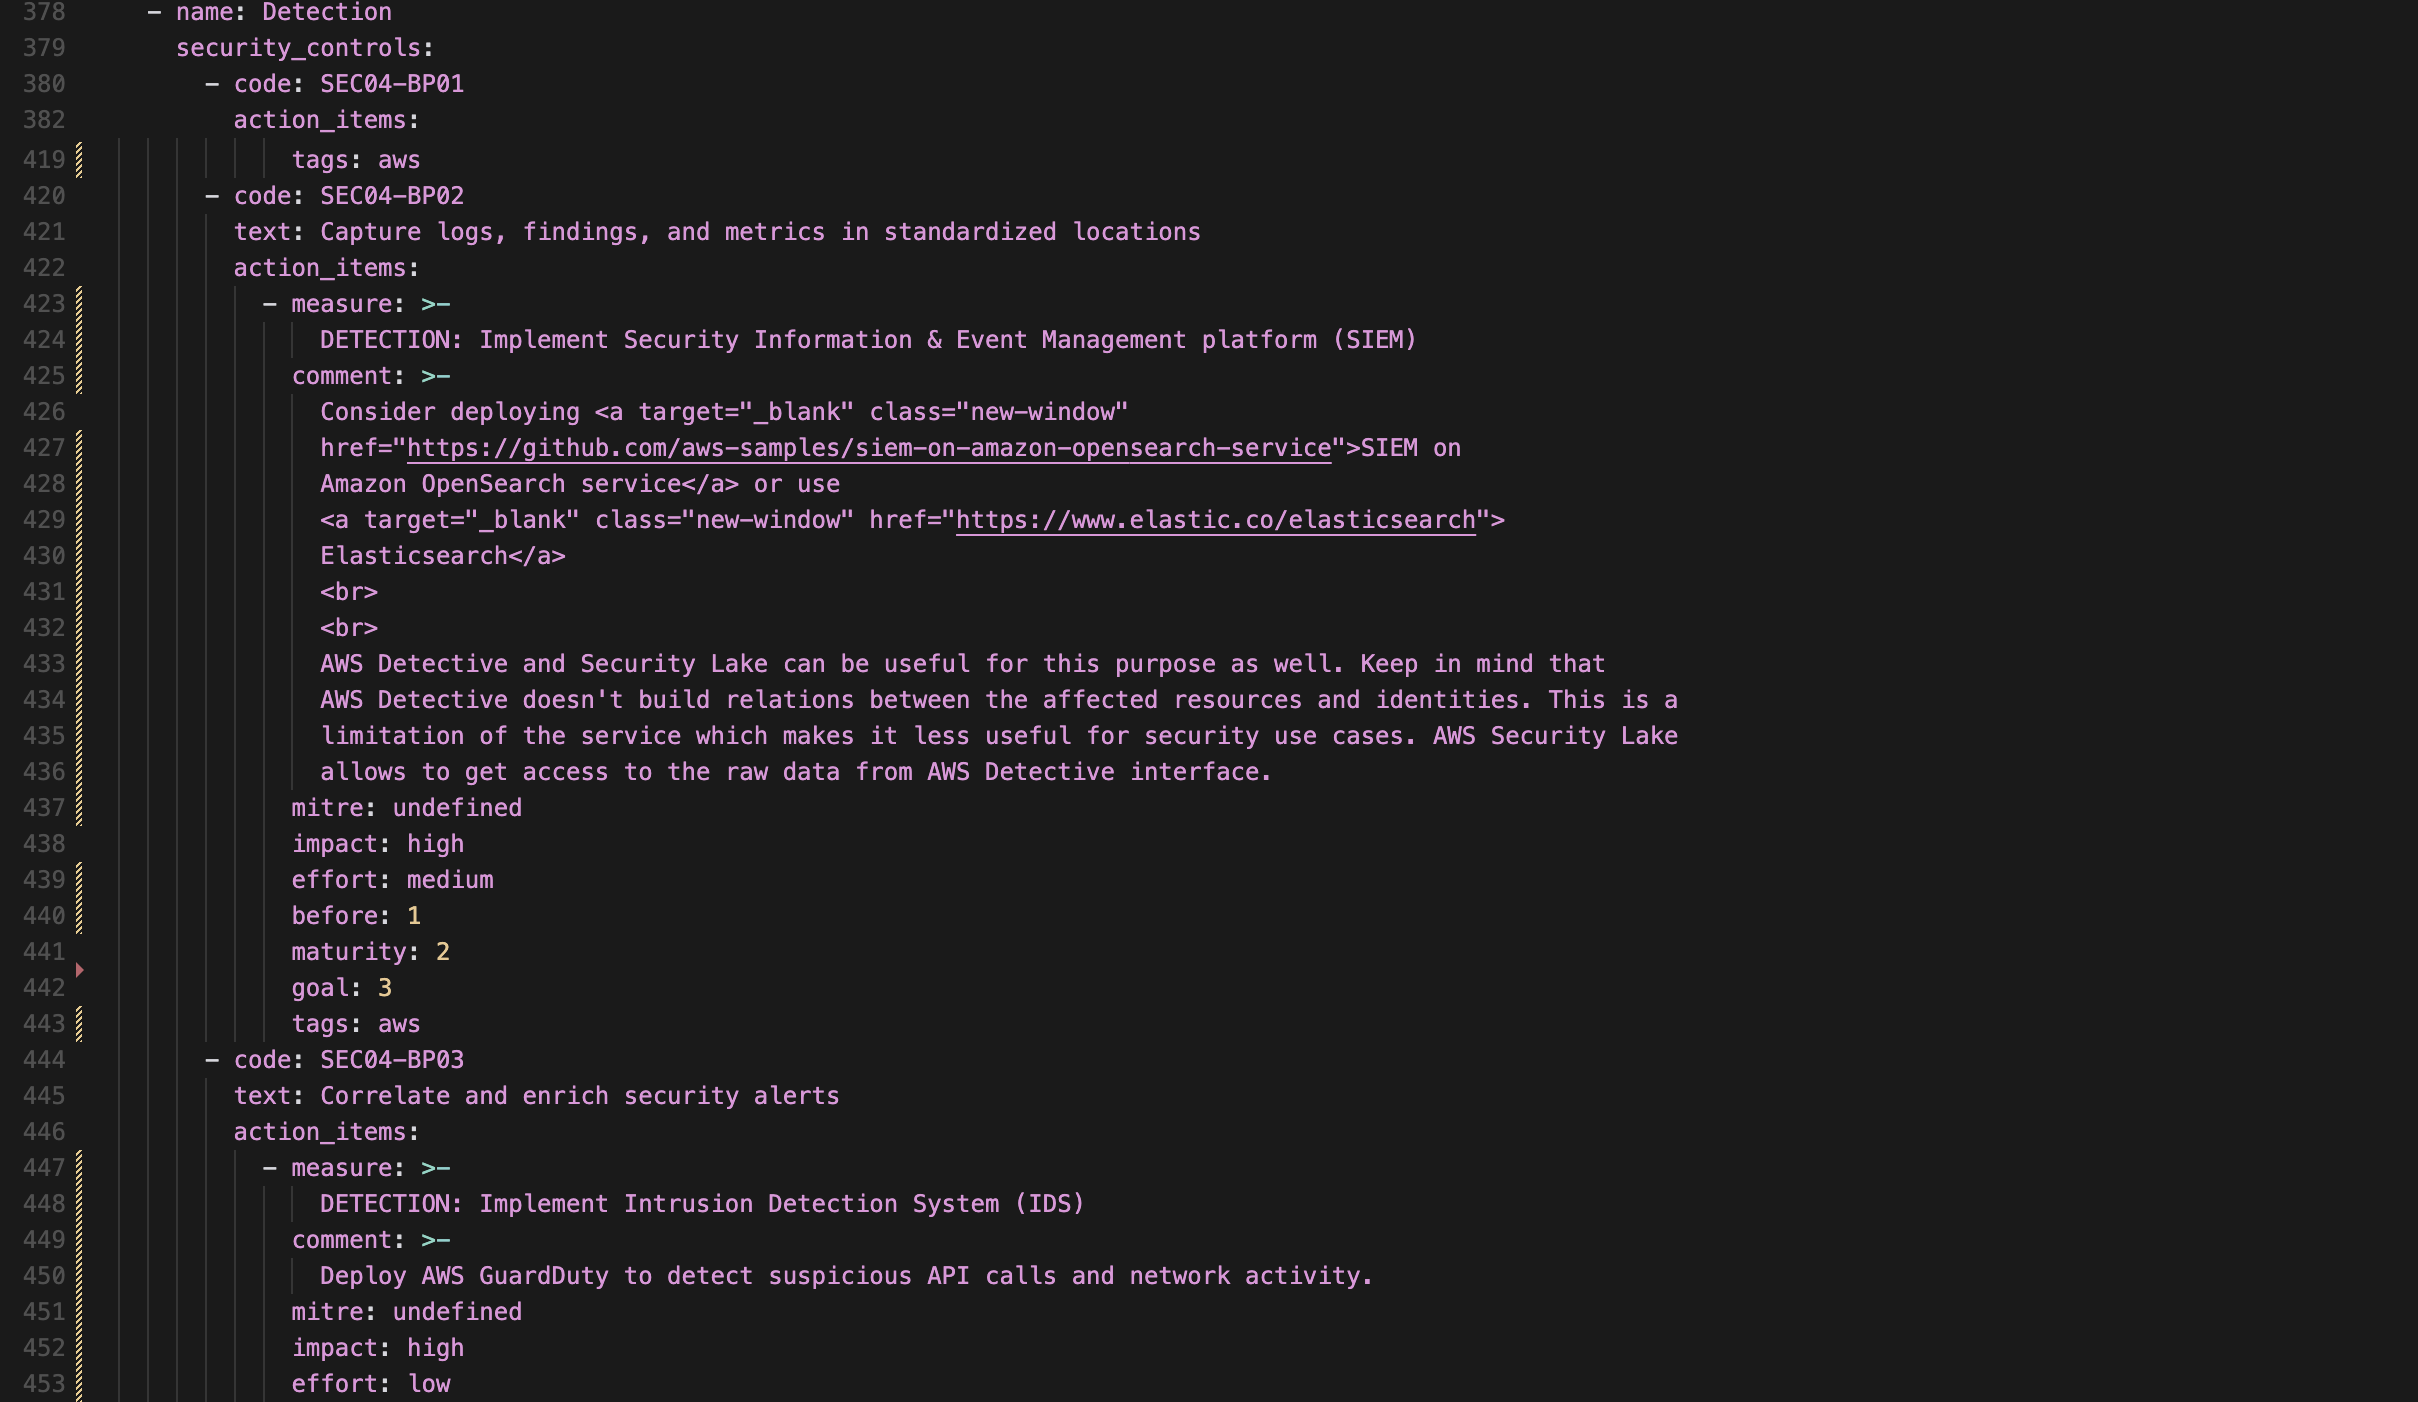 378 - name: Detection
379 security_controls:
380 - code: SEC04-BP01
382 action_items:
419 tags: aws
420 - code: SEC04-BP02
421 text: Capture logs, findings, and metrics in standardized locations
422 action_items:
423 - measure: >-
424 DETECTION: Implement Security Information & Event Management platform (SIEM)
425 comment: >-
426 Consider deploying <a target="_blank" class="new-window"
427 href="https://github.com/aws-samples/siem-on-amazon-opensearch-service">SIEM on
428 Amazon OpenSearch service</a> or use
429 <a target="_blank" class="new-window" href="https://www.elastic.co/elasticsearch">
430 Elasticsearch</a>
431 <br>
432 <br>
433 AWS Detective and Security Lake can be useful for this purpose as well. Keep in mind that
434 AWS Detective doesn't build relations between the affected resources and identities. This is a
435 limitation of the service which makes it less useful for security use cases. AWS Security Lake
436 allows to get access to the raw data from AWS Detective interface.
437 mitre: undefined
438 impact: high
439 effort: medium
440 before: 1
441 maturity: 2
442 goal: 3
443 tags: aws
444 - code: SEC04-BP03
445 text: Correlate and enrich security alerts
446 action_items:
447 - measure: >-
448 DETECTION: Implement Intrusion Detection System (IDS)
449 comment: >-
450 Deploy AWS GuardDuty to detect suspicious API calls and network activity.
451 mitre: undefined
452 impact: high
453 effort: low